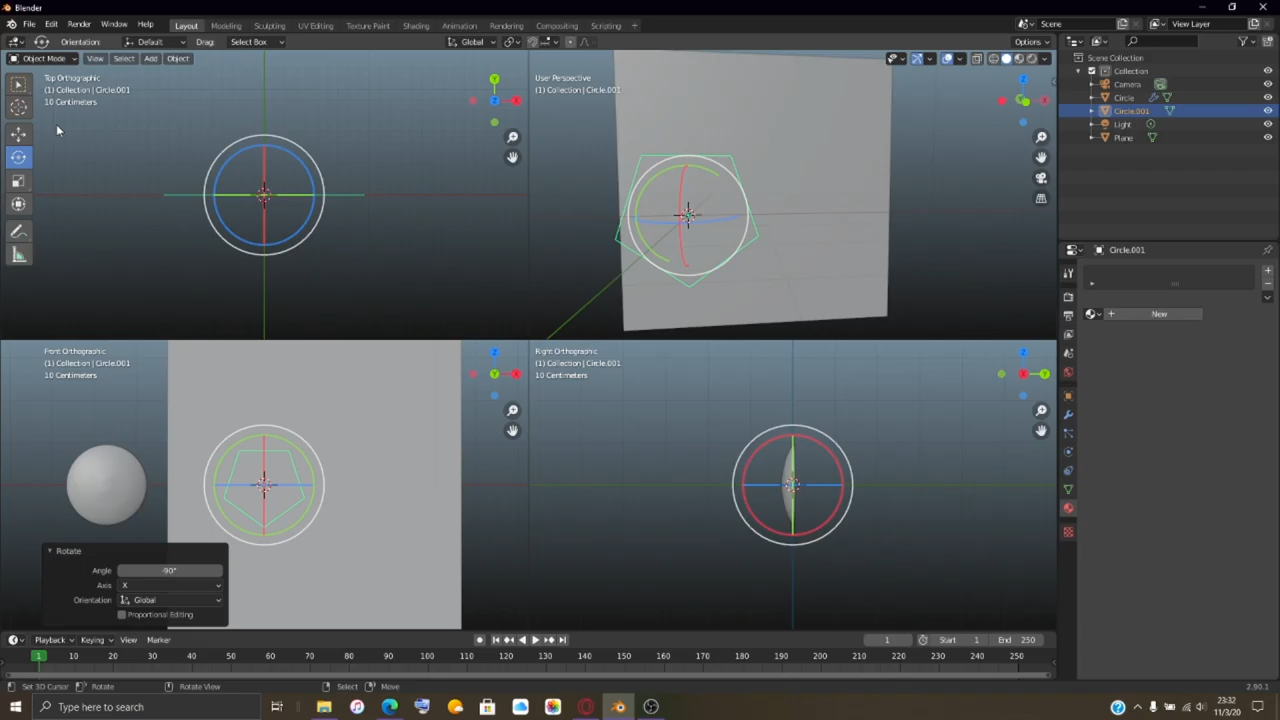 Blender
File Edit Render Window Help Layout Modeling Sculpting UV Editing Texture Paint Shading Animation Rendering Compositing Scripting + Scene View Layer
Orientation: Default Drag: Select Box Global Options
Object Mode View Select Add Object
Top Orthographic
(1) Collection | Circle.001
10 Centimeters
Y
Z
X
User Perspective
(1) Collection | Circle.001
Z
Scene Collection
Collection
Camera
Circle
Circle.001
Light
Plane
Circle.001
New
Front Orthographic
(1) Collection | Circle.001
10 Centimeters
Z
Y
X
Right Orthographic
(1) Collection | Circle.001
10 Centimeters
Z
X
Y
Rotate
Angle -90°
Axis X
Orientation Global
Proportional Editing
Playback Keying View Marker 1 Start 1 End 250
1 10 20 30 40 50 60 70 80 90 100 110 120 130 140 150 160 170 180 190 200 210 220 230 240 250
Set 3D Cursor Rotate Rotate View Select Move 2.90.1
Type here to search
23:32
11/3/20